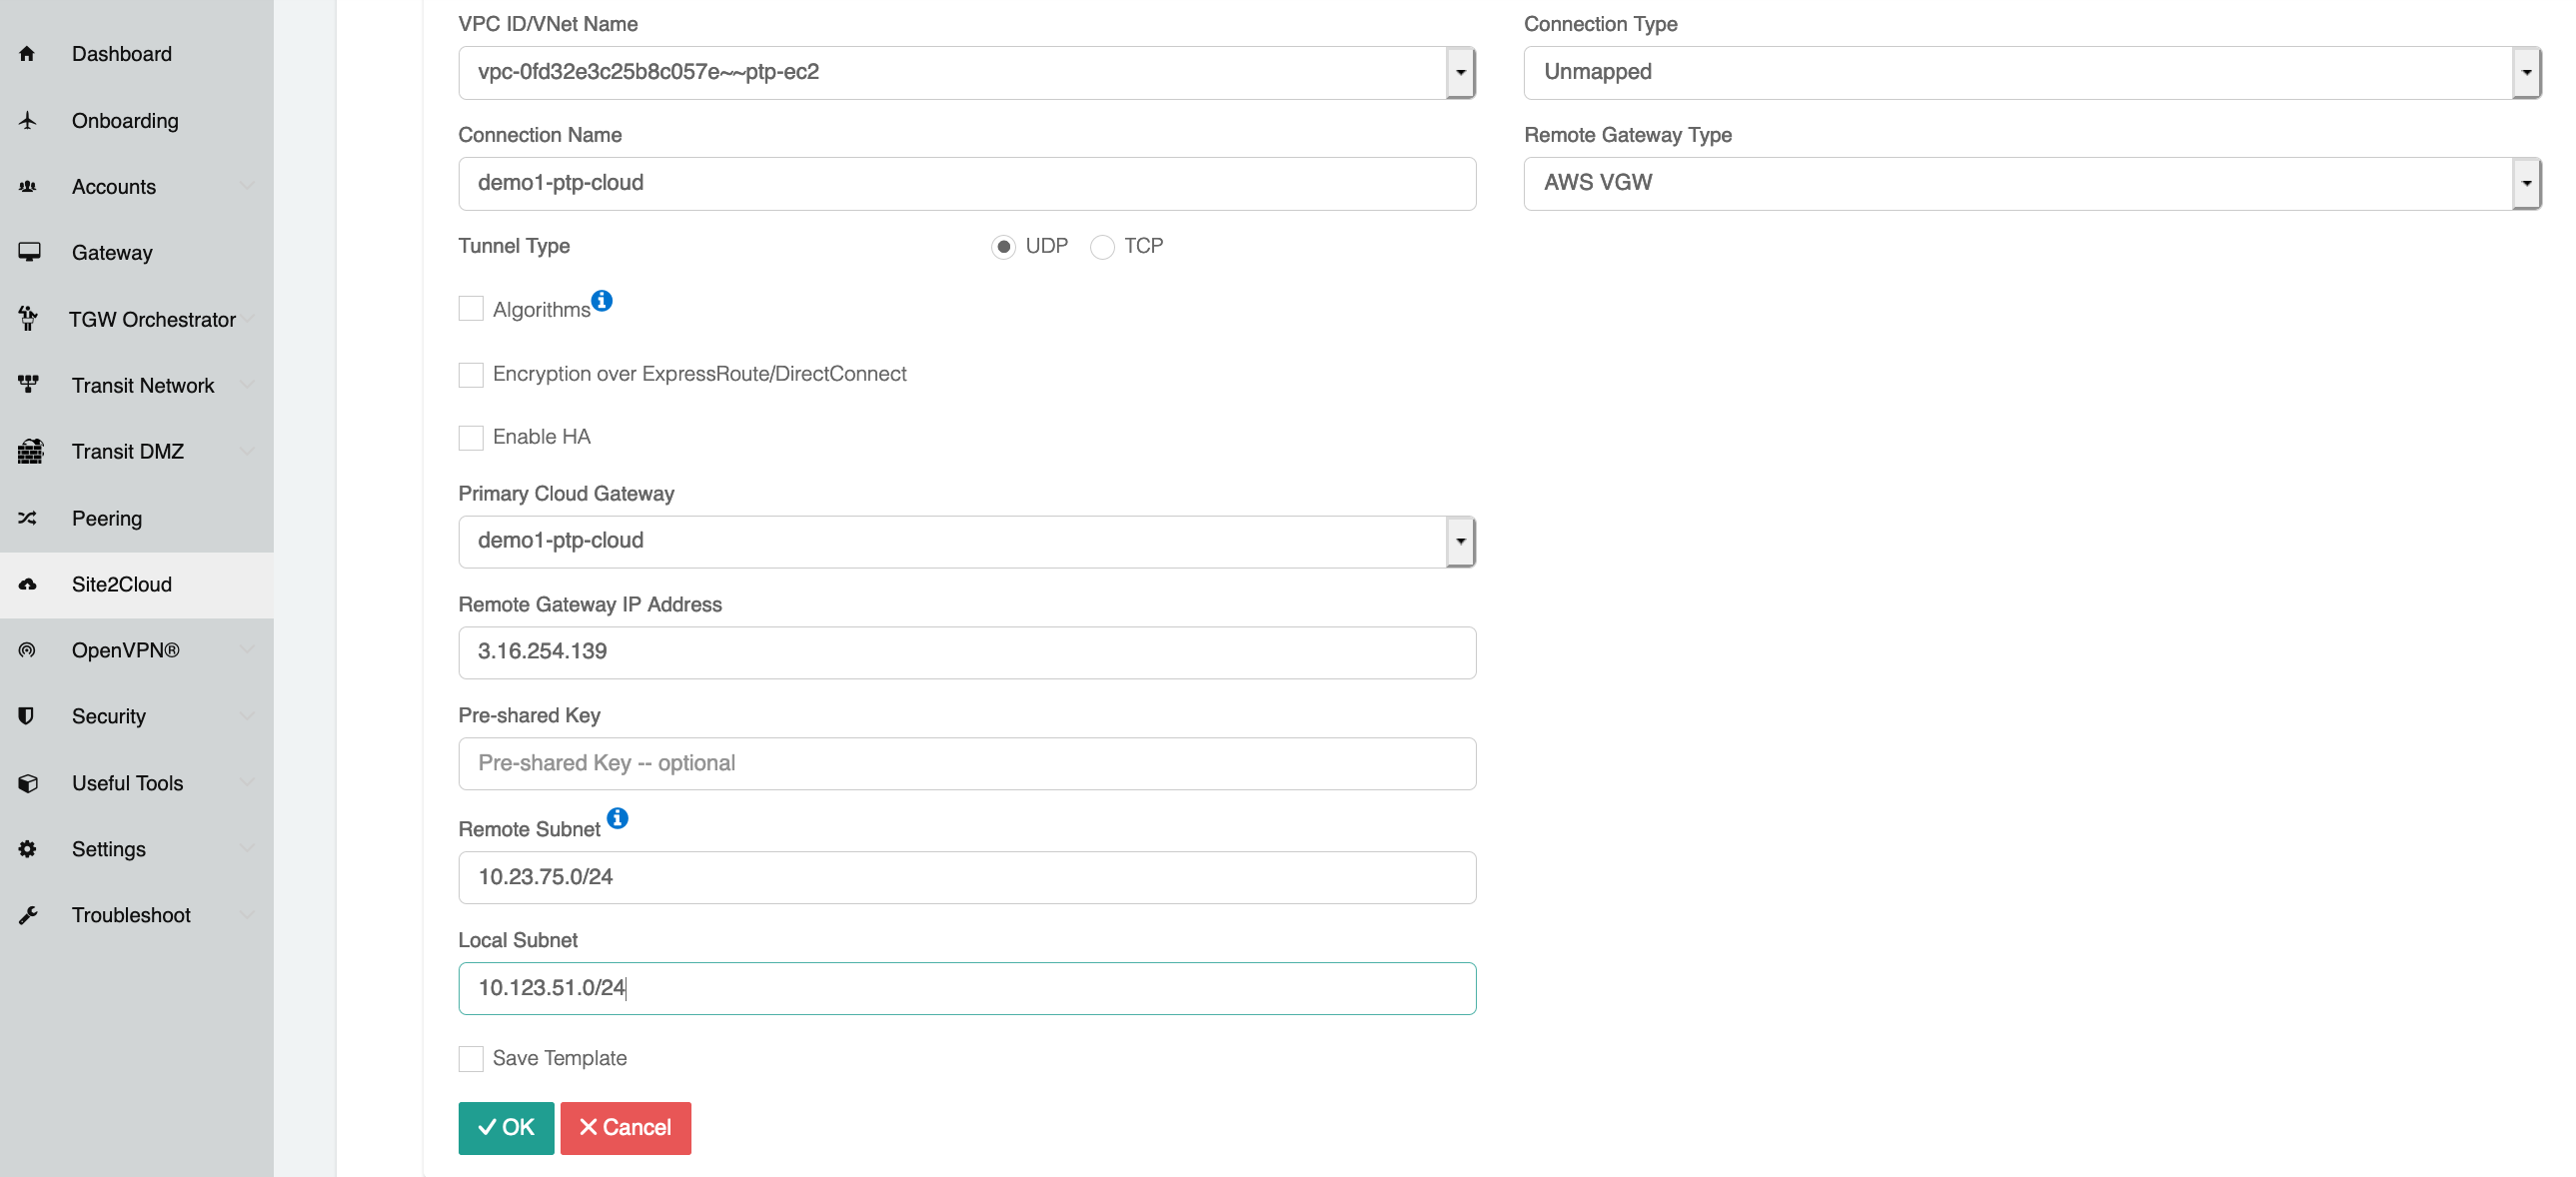 Dashboard
Onboarding
Accounts
Gateway
TGW Orchestrator
Transit Network
Transit DMZ
Peering
Site2Cloud
OpenVPN®
Security
Useful Tools
Settings
Troubleshoot
VPC ID/VNet Name
vpc-0fd32e3c25b8c057e~~ptp-ec2
Connection Type
Unmapped
Connection Name
demo1-ptp-cloud
Remote Gateway Type
AWS VGW
Tunnel Type
UDP
TCP
Algorithms
Encryption over ExpressRoute/DirectConnect
Enable HA
Primary Cloud Gateway
demo1-ptp-cloud
Remote Gateway IP Address
3.16.254.139
Pre-shared Key
Pre-shared Key -- optional
Remote Subnet
10.23.75.0/24
Local Subnet
10.123.51.0/24
Save Template
OK
Cancel